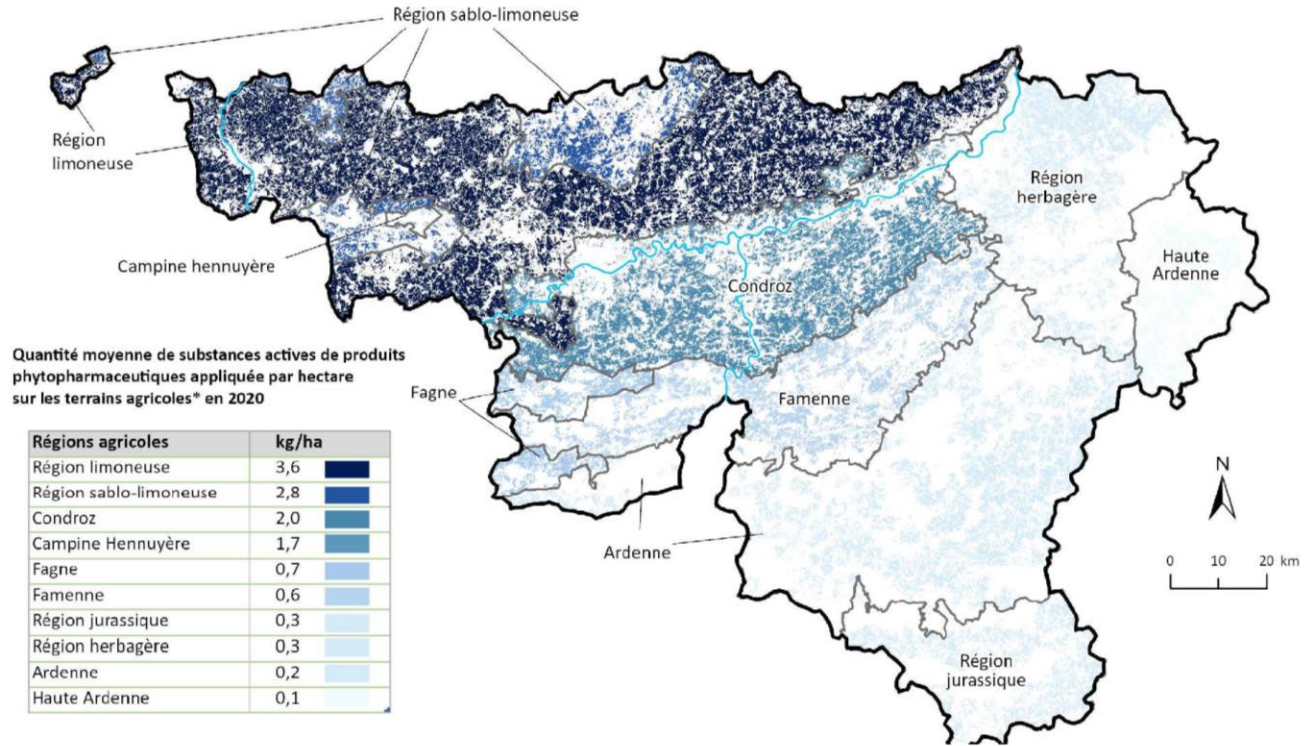 Région sablo-limoneuse
Région
limoneuse
Campine hennuyère
Région
herbagère
Haute
Ardenne
Condroz
Fagne
Famenne
Ardenne
Région
jurassique
Quantité moyenne de substances actives de produits
phytopharmaceutiques appliquée par hectare
sur les terrains agricoles* en 2020
Régions agricoles kg/ha
Région limoneuse 3,6
Région sablo-limoneuse 2,8
Condroz 2,0
Campine Hennuyère 1,7
Fagne 0,7
Famenne 0,6
Région jurassique 0,3
Région herbagère 0,3
Ardenne 0,2
Haute Ardenne 0,1
N
0 10 20 km